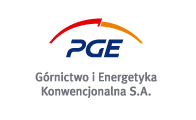 PGE
Górnictwo i Energetyka
Konwencjonalna S.A.